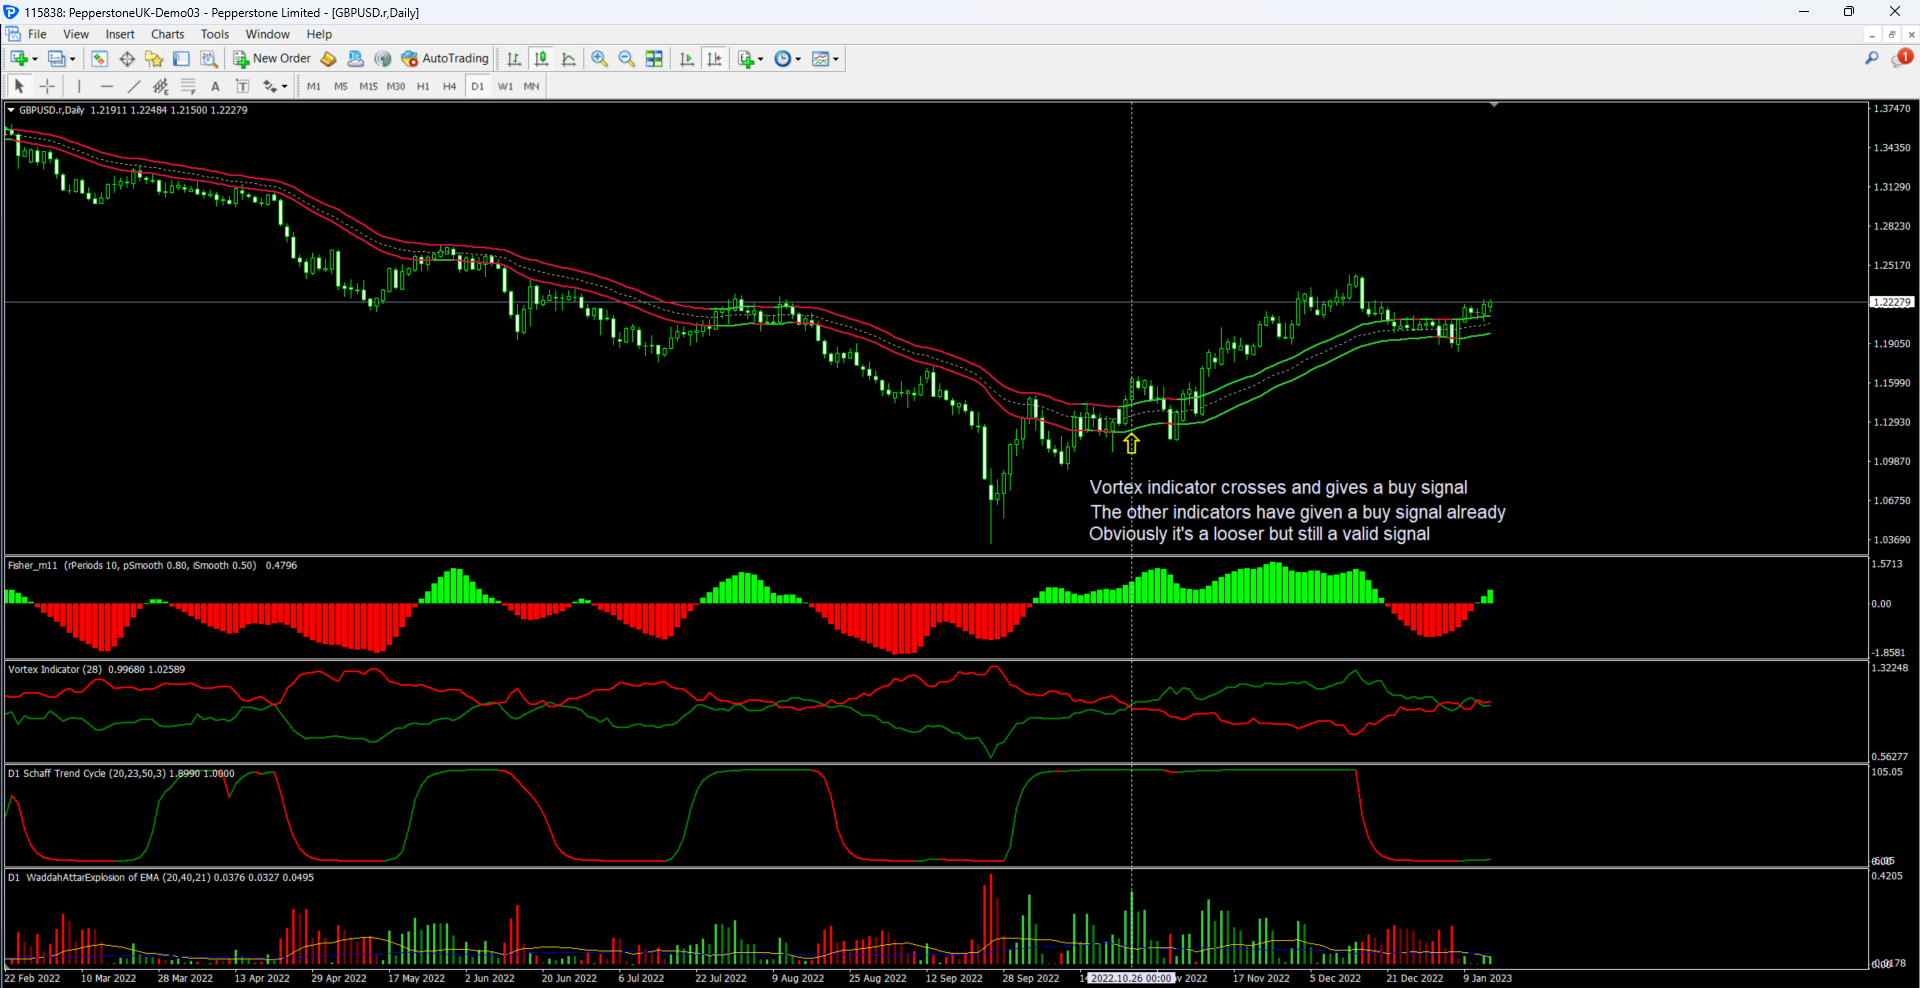 115838: PepperstoneUK-Demo03 - Pepperstone Limited - [GBPUSD.r,Daily]
File View Insert Charts Tools Window Help
New Order AutoTrading 1
A T M1 M5 M15 M30 H1 H4 D1 W1 MN
GBPUSD.r,Daily 1.21911 1.22484 1.21500 1.22279
1.37470
1.34350
1.31290
1.28230
1.25170
1.22279
1.19050
1.15990
1.12930
1.09870
1.06750
1.03690
Vortex indicator crosses and gives a buy signal
The other indicators have given a buy signal already
Obviously it's a looser but still a valid signal
Fisher_m11 (rPeriods 10, pSmooth 0.80, iSmooth 0.50) 0.4796
1.5713
0.00
-1.8581
Vortex Indicator (28) 0.99680 1.02589
1.32248
0.56277
D1 Schaff Trend Cycle (20,23,50,3) 1.8990 1.0000
105.05
D1 WaddahAttarExplosion of EMA (20,40,21) 0.0376 0.0327 0.0495
0.4205
22 Feb 2022 10 Mar 2022 28 Mar 2022 13 Apr 2022 29 Apr 2022 17 May 2022 2 Jun 2022 20 Jun 2022 6 Jul 2022 22 Jul 2022 9 Aug 2022 25 Aug 2022 12 Sep 2022 28 Sep 2022 2022.10.26 00:00 2022 17 Nov 2022 5 Dec 2022 21 Dec 2022 9 Jan 2023